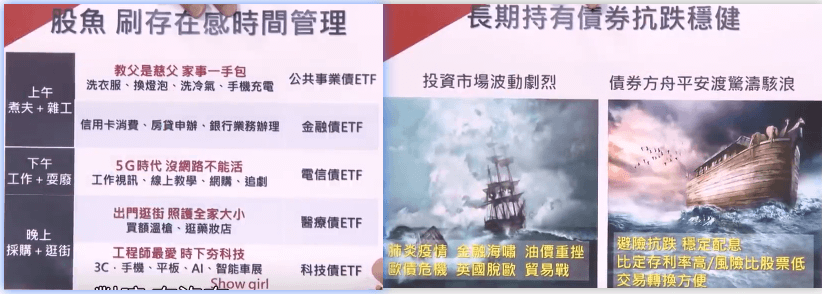 股魚 刷存在感時間管理
上午
煮夫+雜工
教父是慈父 家事一手包
洗衣服、換燈泡、洗冷氣、手機充電
公共事業債ETF
信用卡消費、房貸申辦、銀行業務辦理
金融債ETF
下午
工作+耍廢
5G時代 沒網路不能活
工作視訊、線上教學、網購、追劇
電信債ETF
晚上
採購+逛街
出門逛街 照護全家大小
買額溫槍、逛藥妝店
醫療債ETF
工程師最愛 時下夯科技
3C·手機、平板、AI、智能車展
Show girl
科技債ETF
長期持有債券抗跌穩健
投資市場波動劇烈
肺炎疫情 金融海嘯 油價重挫
歐債危機 英國脫歐 貿易戰
債券方舟平安渡驚濤駭浪
避險抗跌 穩定配息
比定存利率高/風險比股票低
交易轉換方便